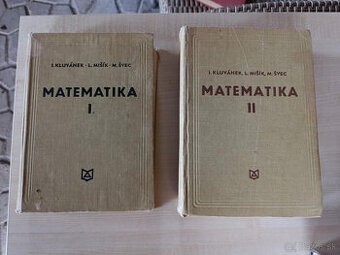 I. KLUVÁNEK - L. MIŠÍK - M. ŠVEC
MATEMATIKA
I
I. KLUVÁNEK, L. MIŠÍK, M. ŠVEC
MATEMATIKA
II